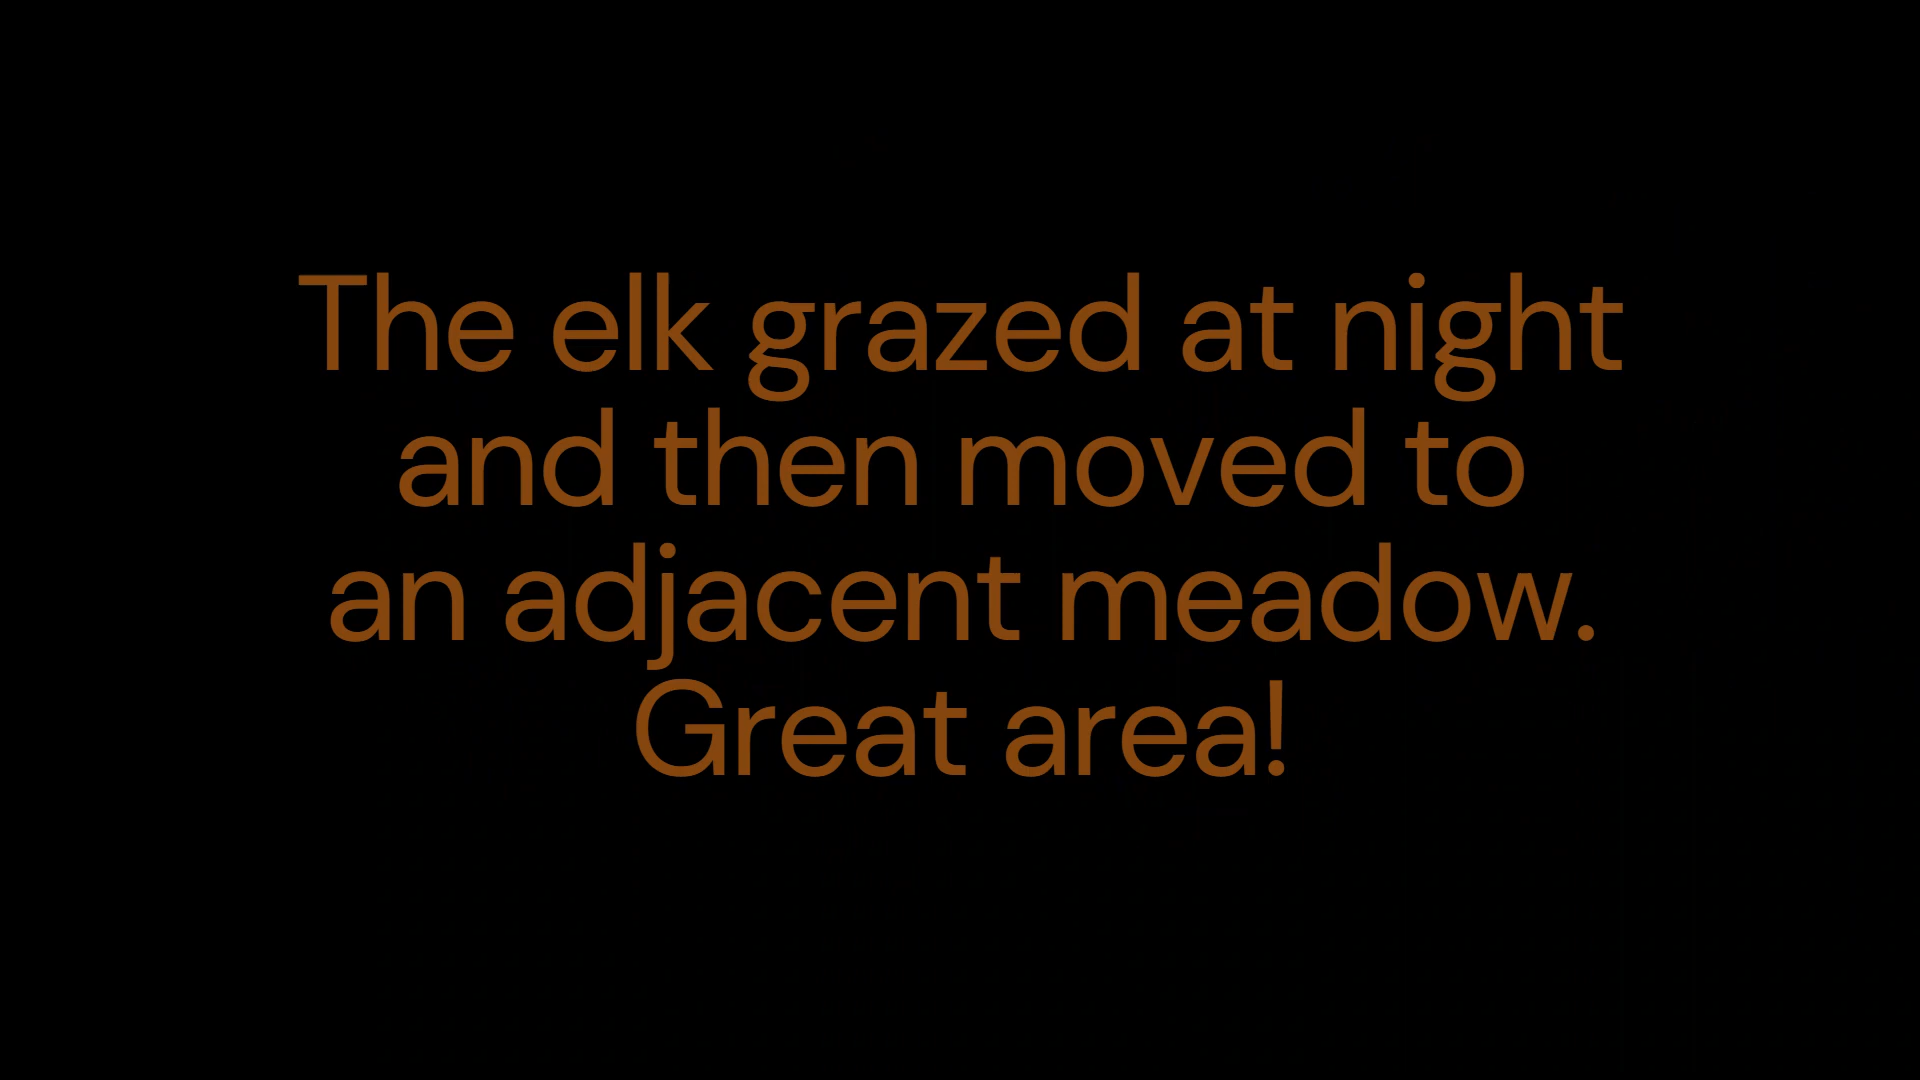 The elk grazed at night
and then moved to
an adjacent meadow.
Great area!